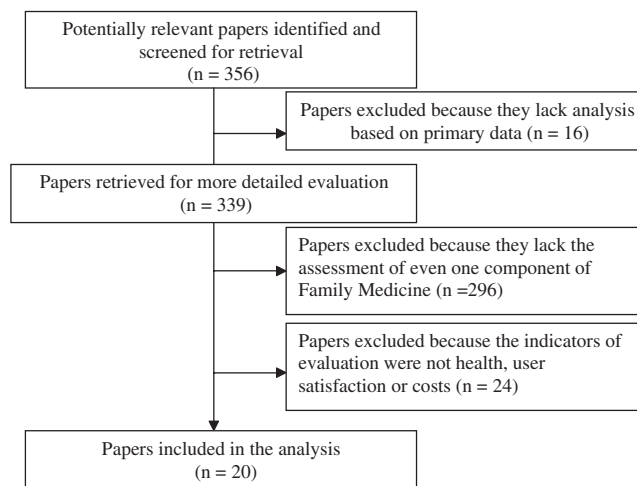 Potentially relevant papers identified and
screened for retrieval
(n = 356)
Papers excluded because they lack analysis
based on primary data (n = 16)
Papers retrieved for more detailed evaluation
(n = 339)
Papers excluded because they lack the
assessment of even one component of
Family Medicine (n =296)
Papers excluded because the indicators of
evaluation were not health, user
satisfaction or costs (n = 24)
Papers included in the analysis
(n = 20)